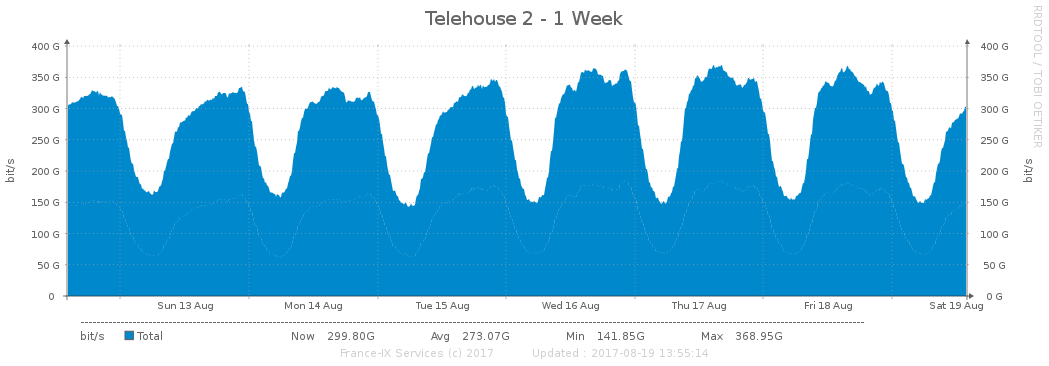 Telehouse 2 - 1 Week
RRDTOOL / TOBI OETIKER
400 G 400 G
350 G 350 G
300 G 300 G
250 G 250 G
200 G 200 G
150 G 150 G
100 G 100 G
50 G 50 G
0 0 G
bit/s bit/s
Sun 13 Aug Mon 14 Aug Tue 15 Aug Wed 16 Aug Thu 17 Aug Fri 18 Aug Sat 19 Aug
bit/s Total Now 299.80G Avg 273.07G Min 141.85G Max 368.95G
France-IX Services (c) 2017 Updated : 2017-08-19 13:55:14